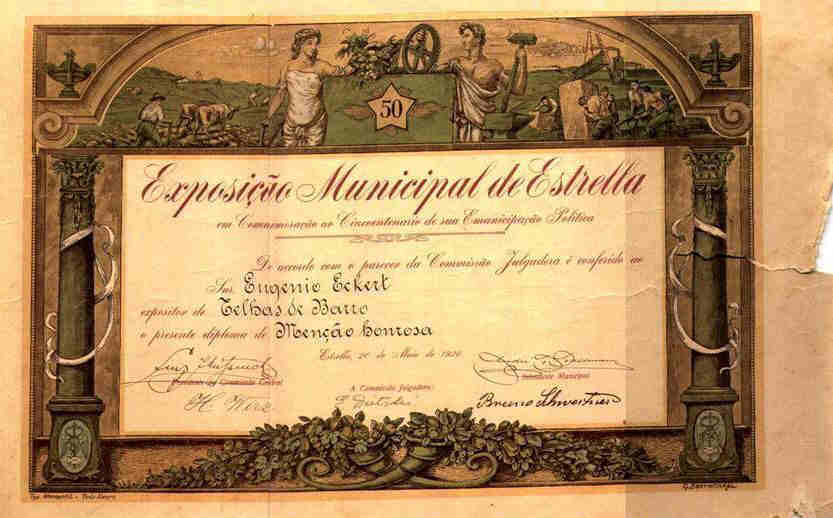 50
Exposição Municipal de Estrella
em Commemoração ao Cincoentenario de sua Emancipação Politica
De accordo com o parecer da Commissão Julgadora é conferido ao
Snr. Eugenio Eckert
expositor de Telhas de Barro
o presente diploma de Menção honrosa
Estrella, 20 de Maio de 1926
Presidente da Commissão Central
Intendente Municipal
A Commissão Julgadora: